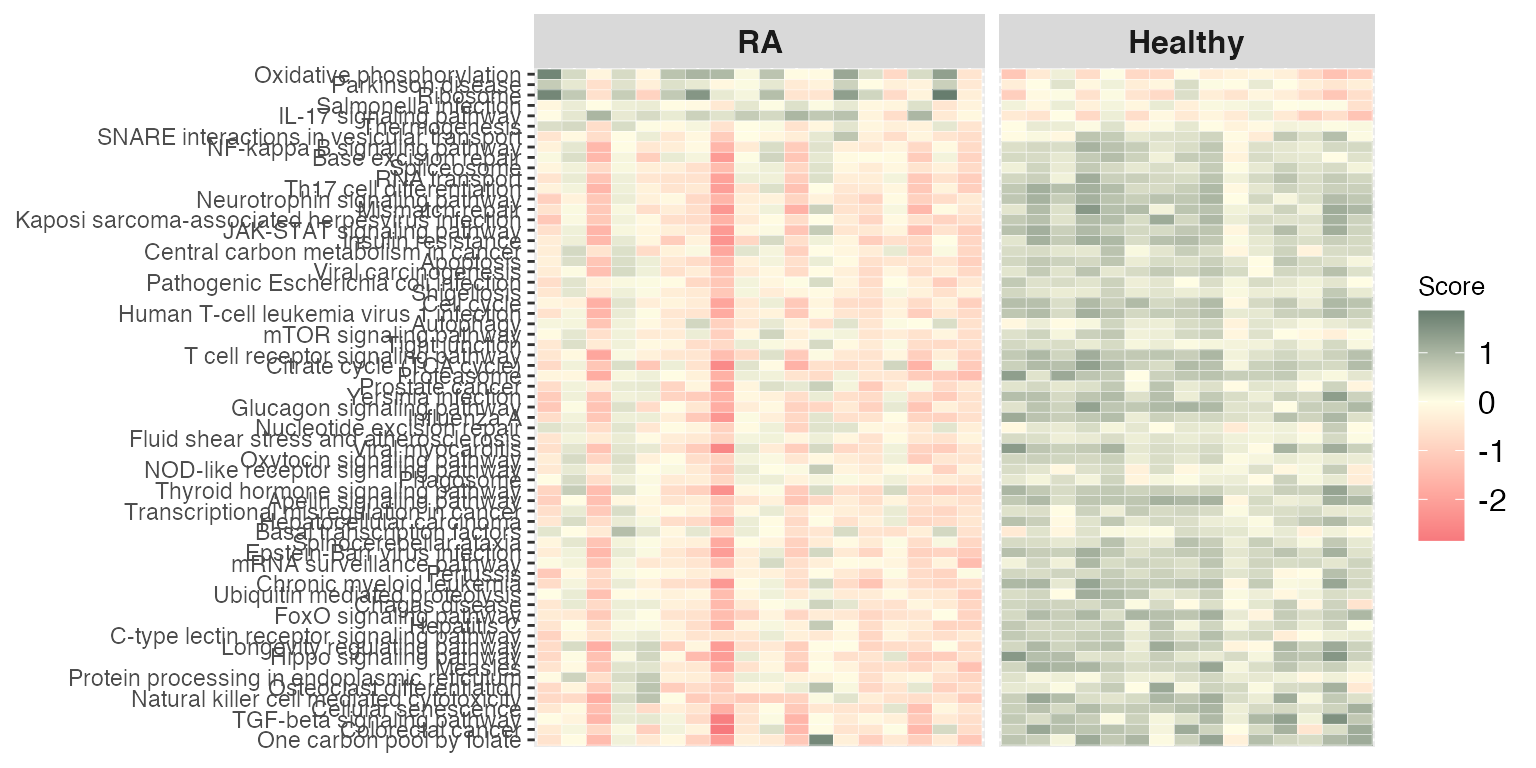 RA
Healthy
Oxidative phosphorylation
Parkinson disease
Ribosome
Salmonella infection
IL-17 signaling pathway
Thermogenesis
SNARE interactions in vesicular transport
NF-kappa B signaling pathway
Base excision repair
Spliceosome
RNA transport
Th17 cell differentiation
Neurotrophin signaling pathway
Mismatch repair
Kaposi sarcoma-associated herpesvirus infection
JAK-STAT signaling pathway
Insulin resistance
Central carbon metabolism in cancer
Apoptosis
Viral carcinogenesis
Pathogenic Escherichia coli infection
Shigellosis
Cell cycle
Human T-cell leukemia virus 1 infection
Autophagy
mTOR signaling pathway
Tight junction
T cell receptor signaling pathway
Citrate cycle (TCA cycle)
Proteasome
Prostate cancer
Yersinia infection
Glucagon signaling pathway
Influenza A
Nucleotide excision repair
Fluid shear stress and atherosclerosis
Viral myocarditis
Oxytocin signaling pathway
NOD-like receptor signaling pathway
Phagosome
Thyroid hormone signaling pathway
Apelin signaling pathway
Transcriptional misregulation in cancer
Hepatocellular carcinoma
Basal transcription factors
Spinocerebellar ataxia
Epstein-Barr virus infection
mRNA surveillance pathway
Pertussis
Chronic myeloid leukemia
Ubiquitin mediated proteolysis
Chagas disease
FoxO signaling pathway
Hepatitis C
C-type lectin receptor signaling pathway
Longevity regulating pathway
Hippo signaling pathway
Measles
Protein processing in endoplasmic reticulum
Osteoclast differentiation
Natural killer cell mediated cytotoxicity
Cellular senescence
TGF-beta signaling pathway
Colorectal cancer
One carbon pool by folate
Score
1
0
-1
-2